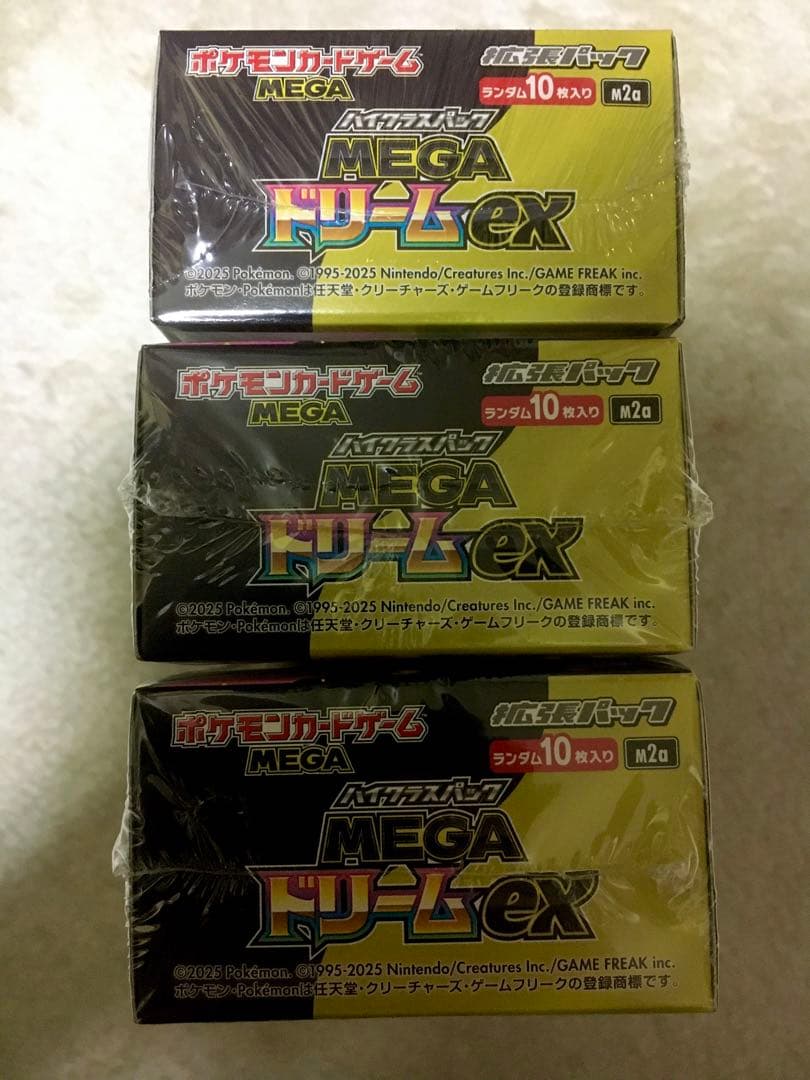 ポケモンカードゲーム
MEGA
拡張パック
ランダム10枚入り M2a
ハイクラスパック
MEGA
ドリームex
©2025 Pokémon. ©1995-2025 Nintendo/Creatures Inc./GAME FREAK inc.
ポケモン・Pokémonは任天堂・クリーチャーズ・ゲームフリークの登録商標です。
ポケモンカードゲーム
MEGA
拡張パック
ランダム10枚入り M2a
ハイクラスパック
MEGA
ドリームex
©2025 Pokémon. ©1995-2025 Nintendo/Creatures Inc./GAME FREAK inc.
ポケモン・Pokémonは任天堂・クリーチャーズ・ゲームフリークの登録商標です。
ポケモンカードゲーム
MEGA
拡張パック
ランダム10枚入り M2a
ハイクラスパック
MEGA
ドリームex
©2025 Pokémon. ©1995-2025 Nintendo/Creatures Inc./GAME FREAK inc.
ポケモン・Pokémonは任天堂・クリーチャーズ・ゲームフリークの登録商標です。